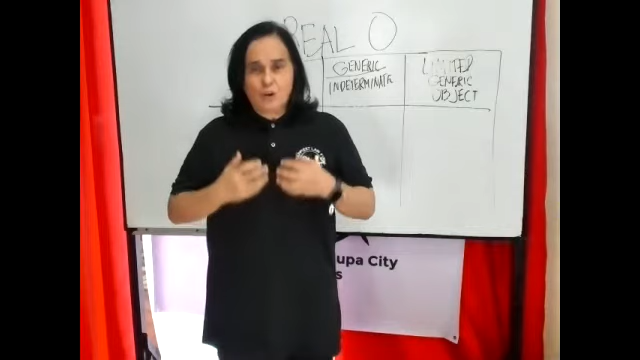 REAL O
GENERIC
INDETERMINATE
LIMITED
GENERIC
OBJECT
upa City
s